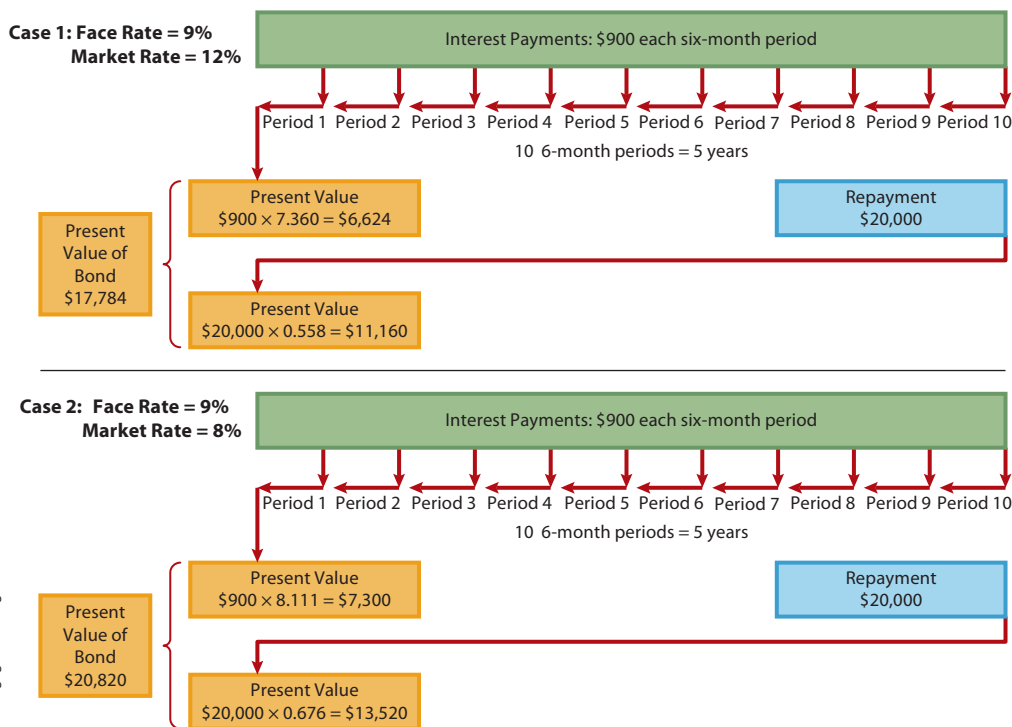 Case 1: Face Rate = 9%
Market Rate = 12%
Interest Payments: $900 each six-month period
Period 1 Period 2 Period 3 Period 4 Period 5 Period 6 Period 7 Period 8 Period 9 Period 10
10 6-month periods = 5 years
Present Value
$900 × 7.360 = $6,624
Repayment
$20,000
Present
Value of
Bond
$17,784
Present Value
$20,000 × 0.558 = $11,160
Case 2: Face Rate = 9%
Market Rate = 8%
Interest Payments: $900 each six-month period
Period 1 Period 2 Period 3 Period 4 Period 5 Period 6 Period 7 Period 8 Period 9 Period 10
10 6-month periods = 5 years
Present Value
$900 × 8.111 = $7,300
Repayment
$20,000
Present
Value of
Bond
$20,820
Present Value
$20,000 × 0.676 = $13,520